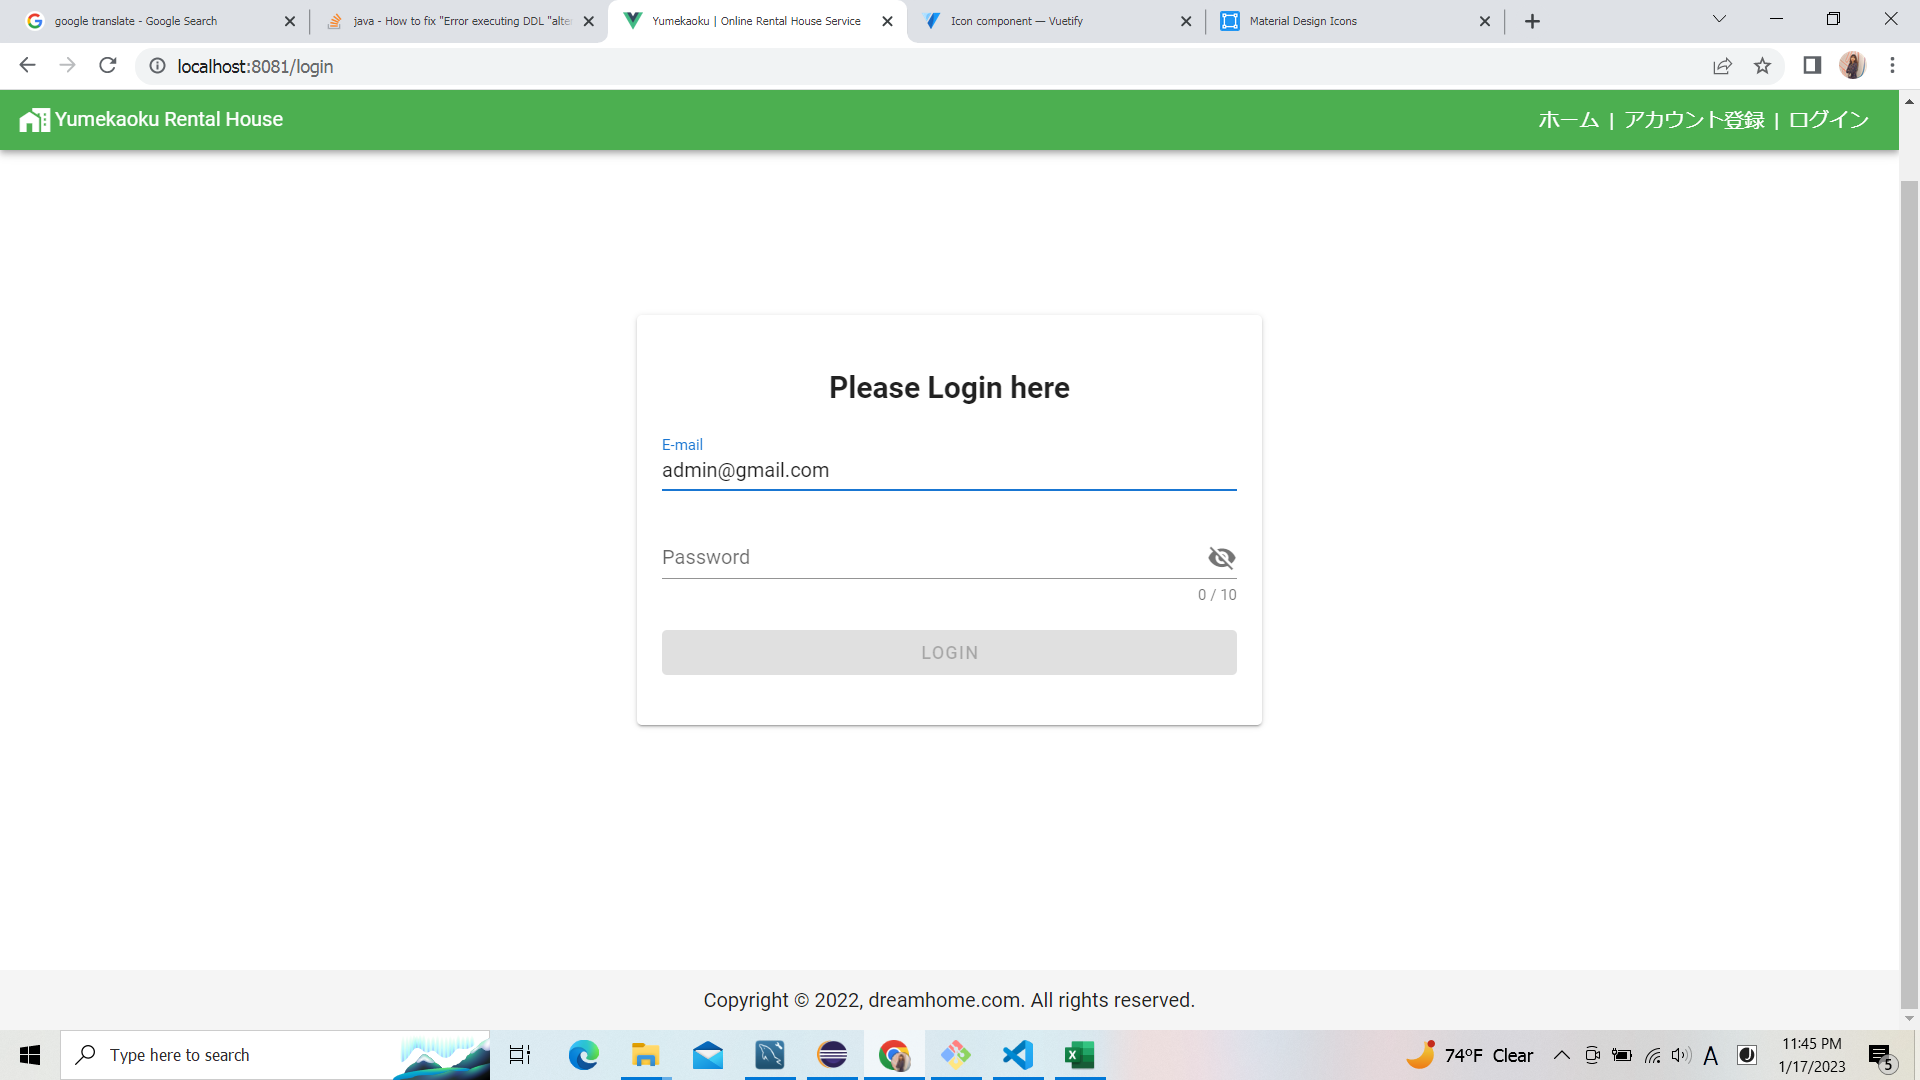 google translate - Google Search
java - How to fix "Error executing DDL "alte
Yumekaoku | Online Rental House Service
Icon component — Vuetify
Material Design Icons
localhost:8081/login
Yumekaoku Rental House
ホーム | アカウント登録 | ログイン
Please Login here
E-mail
admin@gmail.com
Password
0 / 10
LOGIN
Copyright © 2022, dreamhome.com. All rights reserved.
Type here to search
74°F Clear
A
11:45 PM
1/17/2023
5